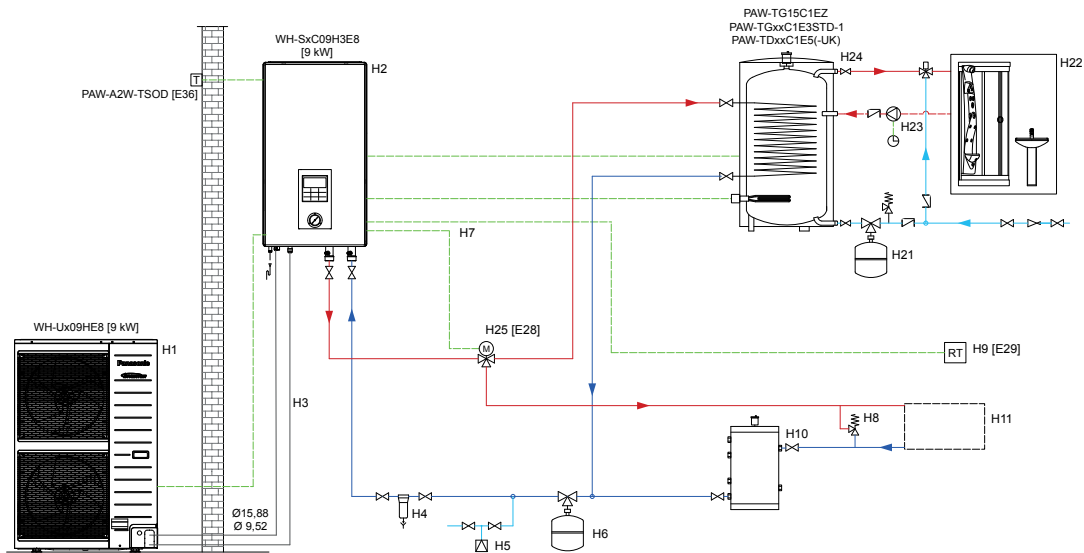 PAW-TG15C1EZ
PAW-TGxxC1E3STD-1
PAW-TDxxC1E5(-UK)
WH-SxC09H3E8
[9 kW]
H24
H22
H2
T
PAW-A2W-TSOD [E36]
H23
H7
H21
WH-Ux09HE8 [9 kW]
H25 [E28]
M
H1
Panasonic
RT
H9 [E29]
H3
H8
H11
H10
Ø15,88
Ø 9,52
H4
H5
H6